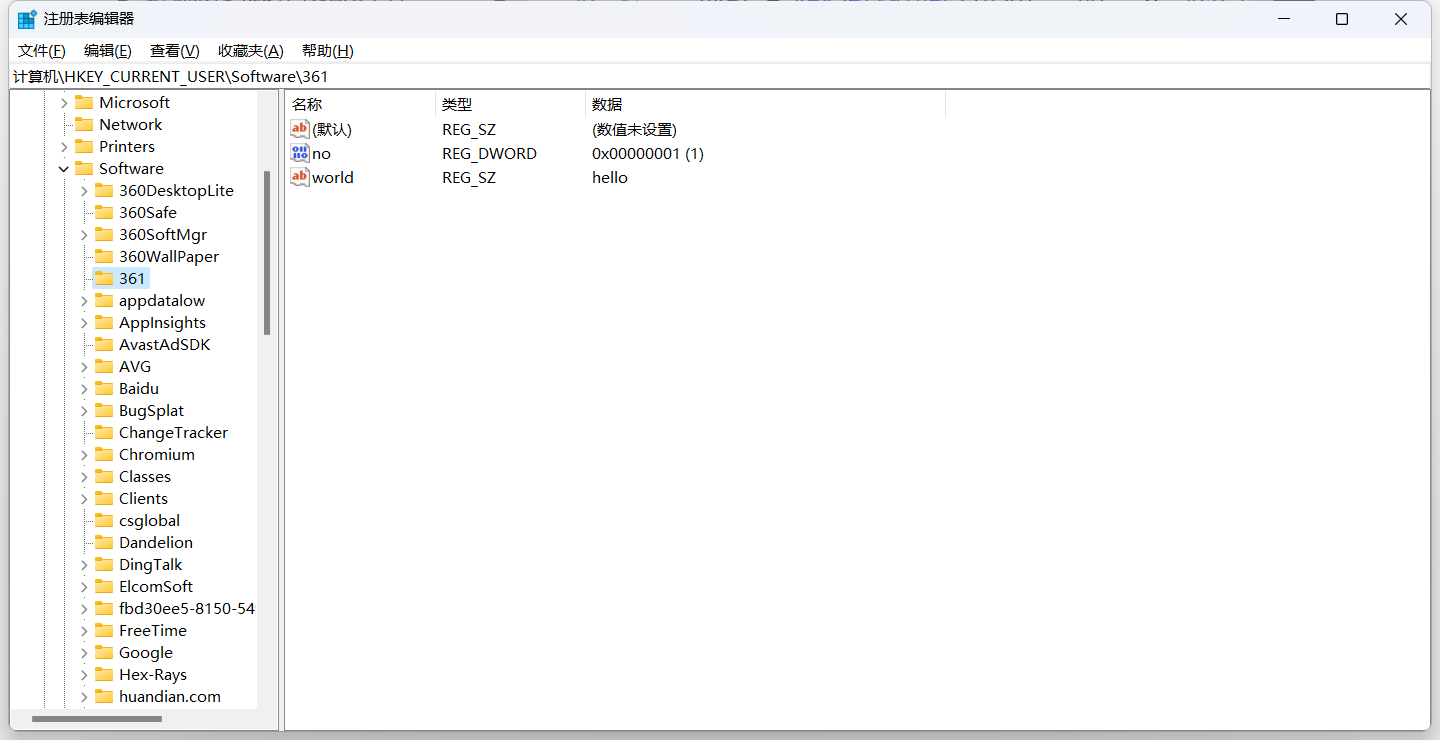 注册表编辑器
文件(F) 编辑(E) 查看(V) 收藏夹(A) 帮助(H)
计算机\HKEY_CURRENT_USER\Software\361
Microsoft
Network
Printers
Software
360DesktopLite
360Safe
360SoftMgr
360WallPaper
361
appdatalow
AppInsights
AvastAdSDK
AVG
Baidu
BugSplat
ChangeTracker
Chromium
Classes
Clients
csglobal
Dandelion
DingTalk
ElcomSoft
fbd30ee5-8150-54
FreeTime
Google
Hex-Rays
huandian.com
名称 类型 数据
(默认) REG_SZ (数值未设置)
no REG_DWORD 0x00000001 (1)
world REG_SZ hello